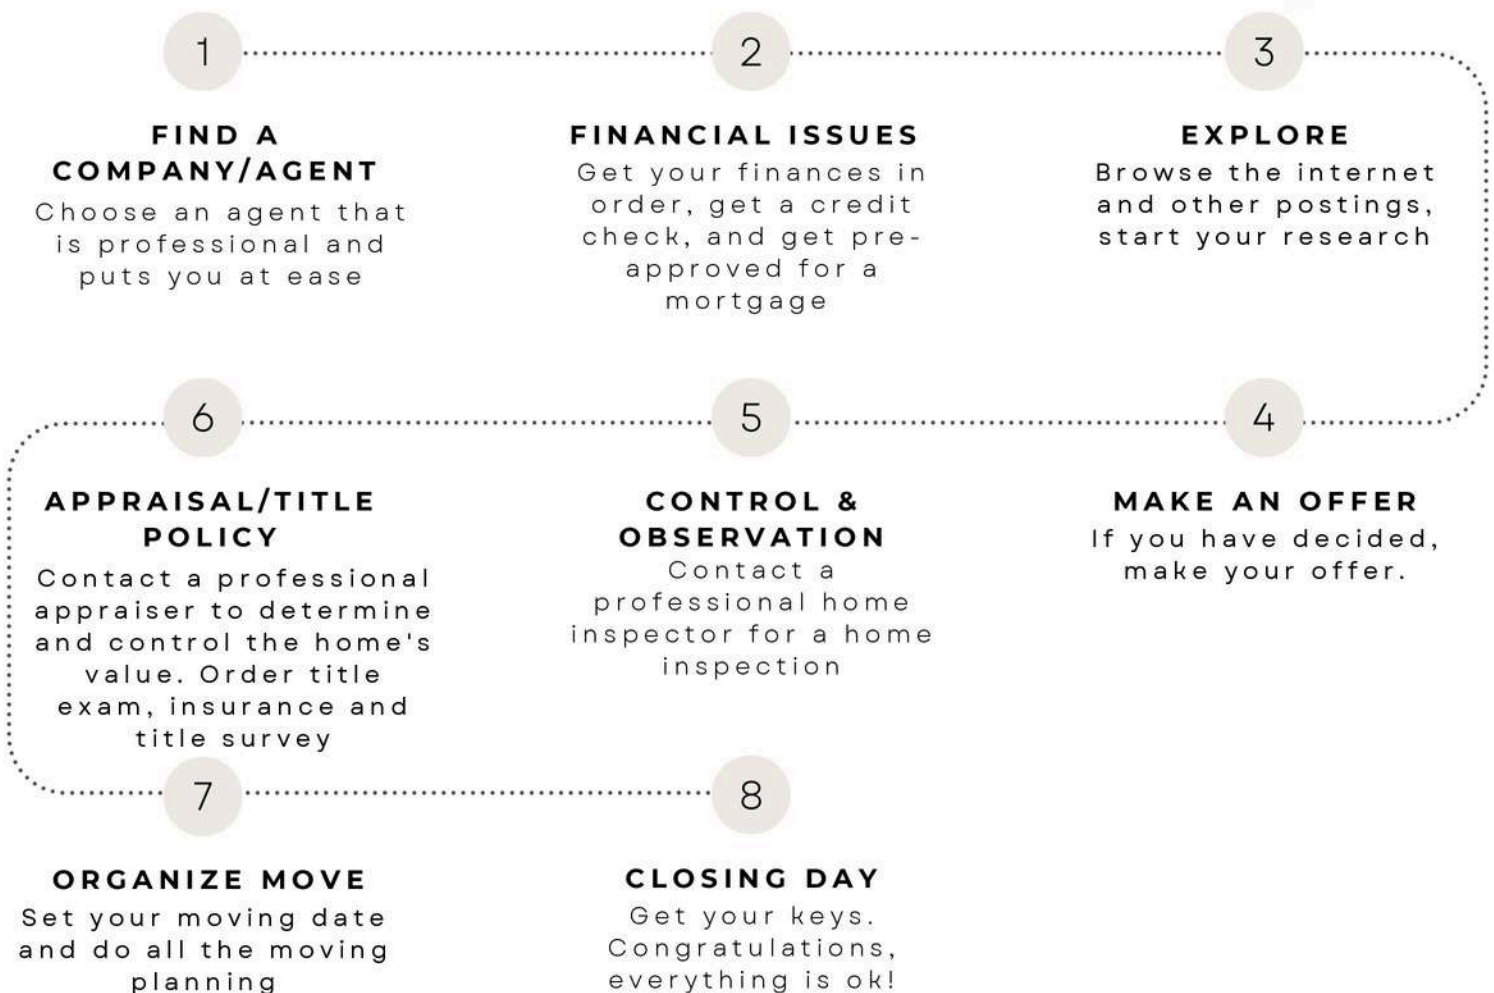 1
FIND A
COMPANY/AGENT
Choose an agent that
is professional and
puts you at ease
2
FINANCIAL ISSUES
Get your finances in
order, get a credit
check, and get pre-
approved for a
mortgage
3
EXPLORE
Browse the internet
and other postings,
start your research
4
MAKE AN OFFER
If you have decided,
make your offer.
5
CONTROL &
OBSERVATION
Contact a
professional home
inspector for a home
inspection
6
APPRAISAL/TITLE
POLICY
Contact a professional
appraiser to determine
and control the home's
value. Order title
exam, insurance and
title survey
7
ORGANIZE MOVE
Set your moving date
and do all the moving
planning
8
CLOSING DAY
Get your keys.
Congratulations,
everything is ok!